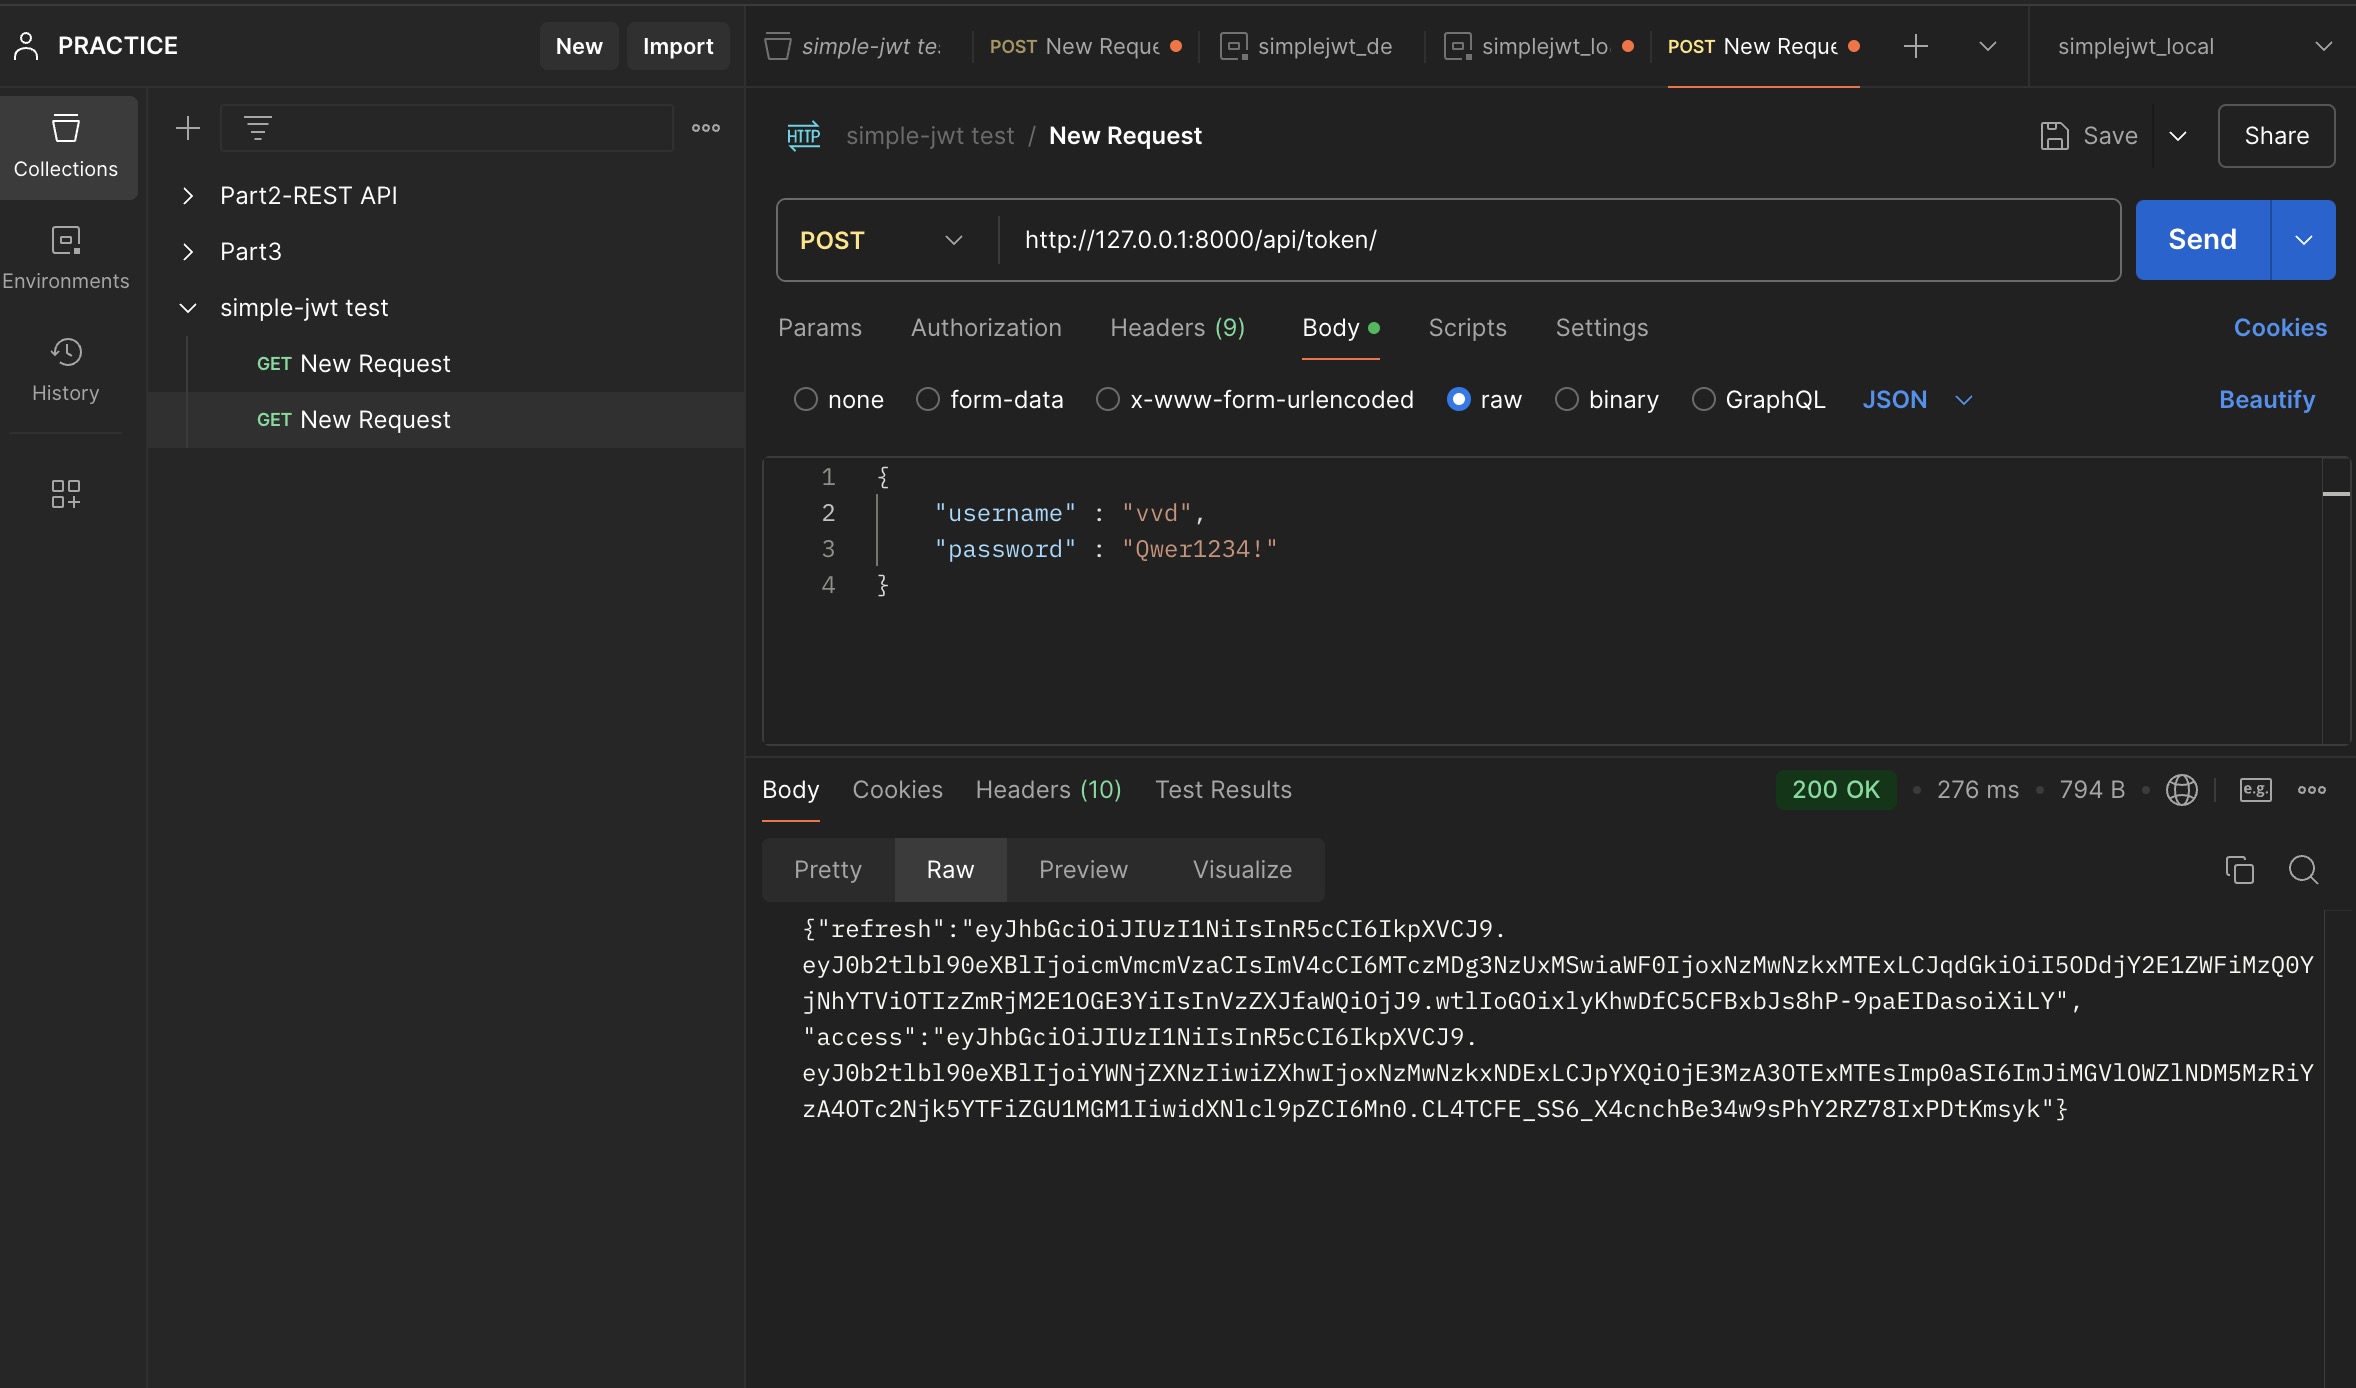 PRACTICE
New
Import
simple-jwt te
POST New Reque
simplejwt_de
simplejwt_lo
POST New Reque
simplejwt_local
Collections
Environments
History
Part2-REST API
Part3
simple-jwt test
GET New Request
GET New Request
HTTP simple-jwt test / New Request
Save
Share
POST
http://127.0.0.1:8000/api/token/
Send
Params
Authorization
Headers (9)
Body
Scripts
Settings
Cookies
none
form-data
x-www-form-urlencoded
raw
binary
GraphQL
JSON
Beautify
1 {
2 "username" : "vvd",
3 "password" : "Qwer1234!"
4 }
Body
Cookies
Headers (10)
Test Results
200 OK • 276 ms • 794 B
e.g.
Pretty
Raw
Preview
Visualize
{"refresh":"eyJhbGciOiJIUzI1NiIsInR5cCI6IkpXVCJ9.
eyJ0b2tlbl90eXBlIjoicmVmcmVzaCIsImV4cCI6MTczMDg3NzUxMSwiaWF0IjoxNzMwNzkxMTExLCJqdGkiOiI5ODdjY2E1ZWFiMzQ0Y
jNhYTViOTIzZmRjM2E1OGE3YiIsInVzZXJfaWQiOjJ9.wtlIoGOixlyKhwDfC5CFBxbJs8hP-9paEIDasoiXiLY",
"access":"eyJhbGciOiJIUzI1NiIsInR5cCI6IkpXVCJ9.
eyJ0b2tlbl90eXBlIjoiYWNjZXNzIiwiZXhwIjoxNzMwNzkxNDExLCJpYXQiOjE3MzA3OTExMTEsImp0aSI6ImJiMGVlOWZlNDM5MzRiY
zA4OTc2Njk5YTFiZGU1MGM1IiwidXNlcl9pZCI6Mn0.CL4TCFE_SS6_X4cnchBe34w9sPhY2RZ78IxPDtKmsyk"}